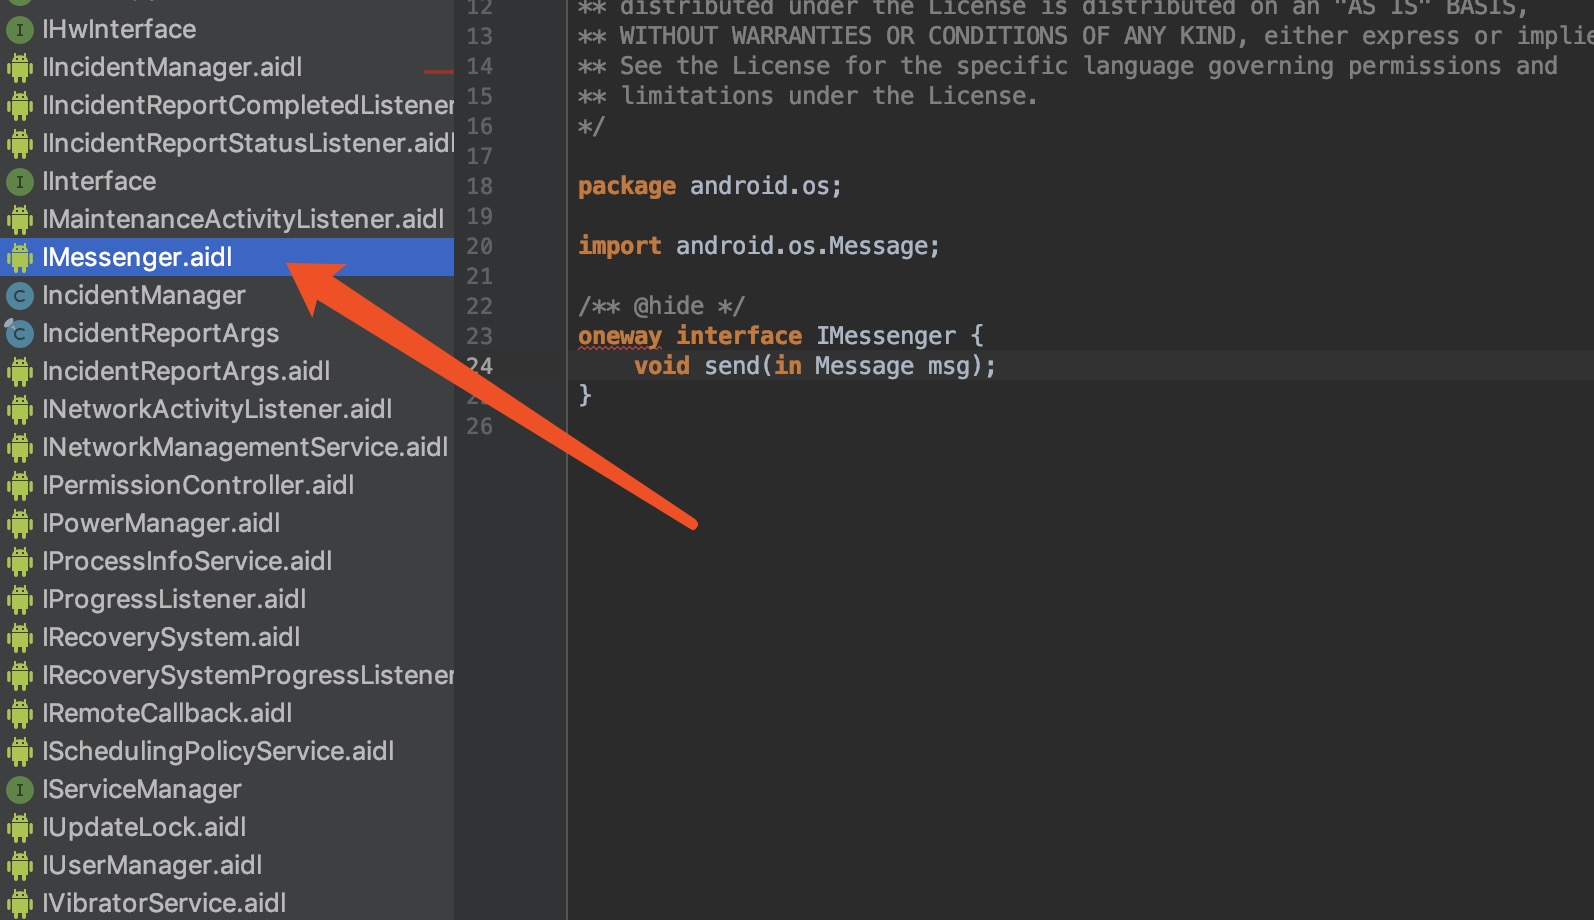 IHwInterface
IIncidentManager.aidl
IIncidentReportCompletedListener
IIncidentReportStatusListener.aidl
IInterface
IMaintenanceActivityListener.aidl
IMessenger.aidl
IncidentManager
IncidentReportArgs
IncidentReportArgs.aidl
INetworkActivityListener.aidl
INetworkManagementService.aidl
IPermissionController.aidl
IPowerManager.aidl
IProcessInfoService.aidl
IProgressListener.aidl
IRecoverySystem.aidl
IRecoverySystemProgressListener
IRemoteCallback.aidl
ISchedulingPolicyService.aidl
IServiceManager
IUpdateLock.aidl
IUserManager.aidl
IVibratorService.aidl
12 ** distributed under the License is distributed on an "AS IS" BASIS,
13 ** WITHOUT WARRANTIES OR CONDITIONS OF ANY KIND, either express or implie
14 ** See the License for the specific language governing permissions and
15 ** limitations under the License.
16 */
17
18 package android.os;
19
20 import android.os.Message;
21
22 /** @hide */
23 oneway interface IMessenger {
24 void send(in Message msg);
}
26